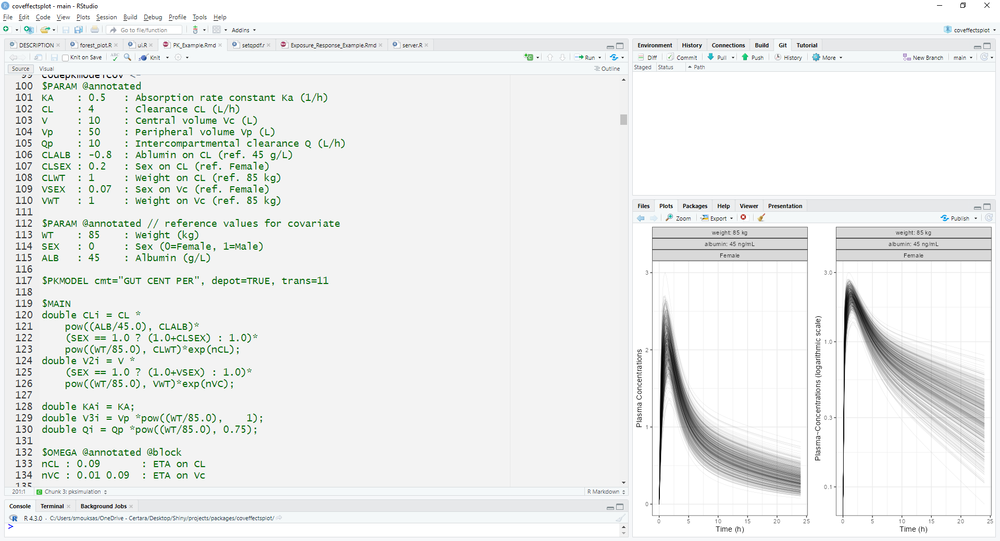 coveffectsplot - main - RStudio
File Edit Code View Plots Session Build Debug Profile Tools Help
Go to file/function Addins coveffectsplot
DESCRIPTION forest_plot.R ui.R PK_Example.Rmd setqpdf.r Exposure_Response_Example.Rmd server.R
Knit on Save ABC Knit Run
Source Visual Outline
99 codepkmodelcov <-
100 $PARAM @annotated
101 KA : 0.5 : Absorption rate constant Ka (1/h)
102 CL : 4 : Clearance CL (L/h)
103 V : 10 : Central volume Vc (L)
104 Vp : 50 : Peripheral volume Vp (L)
105 Qp : 10 : Intercompartmental clearance Q (L/h)
106 CLALB : -0.8 : Ablumin on CL (ref. 45 g/L)
107 CLSEX : 0.2 : Sex on CL (ref. Female)
108 CLWT : 1 : Weight on CL (ref. 85 kg)
109 VSEX : 0.07 : Sex on Vc (ref. Female)
110 VWT : 1 : Weight on Vc (ref. 85 kg)
111
112 $PARAM @annotated // reference values for covariate
113 WT : 85 : Weight (kg)
114 SEX : 0 : Sex (0=Female, 1=Male)
115 ALB : 45 : Albumin (g/L)
116
117 $PKMODEL cmt="GUT CENT PER", depot=TRUE, trans=11
118
119 $MAIN
120 double CLi = CL *
121 pow((ALB/45.0), CLALB)*
122 (SEX == 1.0 ? (1.0+CLSEX) : 1.0)*
123 pow((WT/85.0), CLWT)*exp(nCL);
124 double V2i = V *
125 (SEX == 1.0 ? (1.0+VSEX) : 1.0)*
126 pow((WT/85.0), VWT)*exp(nVC);
127
128 double KAi = KA;
129 double V3i = Vp *pow((WT/85.0), 1);
130 double Qi = Qp *pow((WT/85.0), 0.75);
131
132 $OMEGA @annotated @block
133 nCL : 0.09 : ETA on CL
134 nVC : 0.01 0.09 : ETA on Vc
135
201:1 Chunk 3: pksimulation R Markdown
Console Terminal Background Jobs
R 4.3.0 · C:/Users/smouksas/OneDrive - Certara/Desktop/Shiny/projects/packages/coveffectsplot/
>
Environment History Connections Build Git Tutorial
Diff Commit Pull Push History More New Branch main
Staged Status Path
Files Plots Packages Help Viewer Presentation
Zoom Export Publish
weight: 85 kg
albumin: 45 ng/mL
Female
Plasma Concentrations
3
2
1
0
0 5 10 15 20 25
Time (h)
weight: 85 kg
albumin: 45 ng/mL
Female
Plasma~Concentrations (logarithmic scale)
3.0
1.0
0.3
0.1
0 5 10 15 20 25
Time (h)